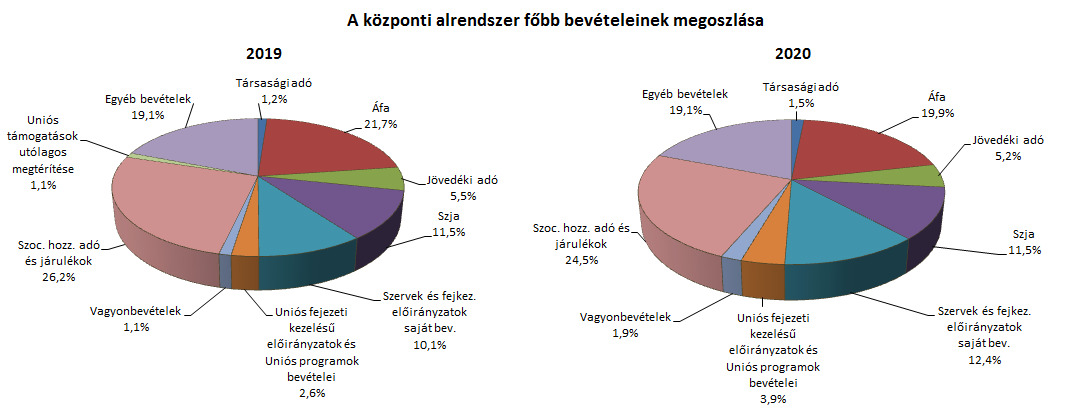 A központi alrendszer főbb bevételeinek megoszlása
2019
Társasági adó
1,2%
Áfa
21,7%
Jövedéki adó
5,5%
Szja
11,5%
Szervek és fejkez.
előirányzatok
saját bev.
10,1%
Uniós fejezeti
kezelésű
előirányzatok és
Uniós programok
bevételei
2,6%
Vagyonbevételek
1,1%
Szoc. hozz. adó
és járulékok
26,2%
Uniós
támogatások
utólagos
megtérítése
1,1%
Egyéb bevételek
19,1%
2020
Társasági adó
1,5%
Áfa
19,9%
Jövedéki adó
5,2%
Szja
11,5%
Szervek és fejkez.
előirányzatok
saját bev.
12,4%
Uniós fejezeti
kezelésű
előirányzatok és
Uniós programok
bevételei
3,9%
Vagyonbevételek
1,9%
Szoc. hozz. adó és
járulékok
24,5%
Egyéb bevételek
19,1%